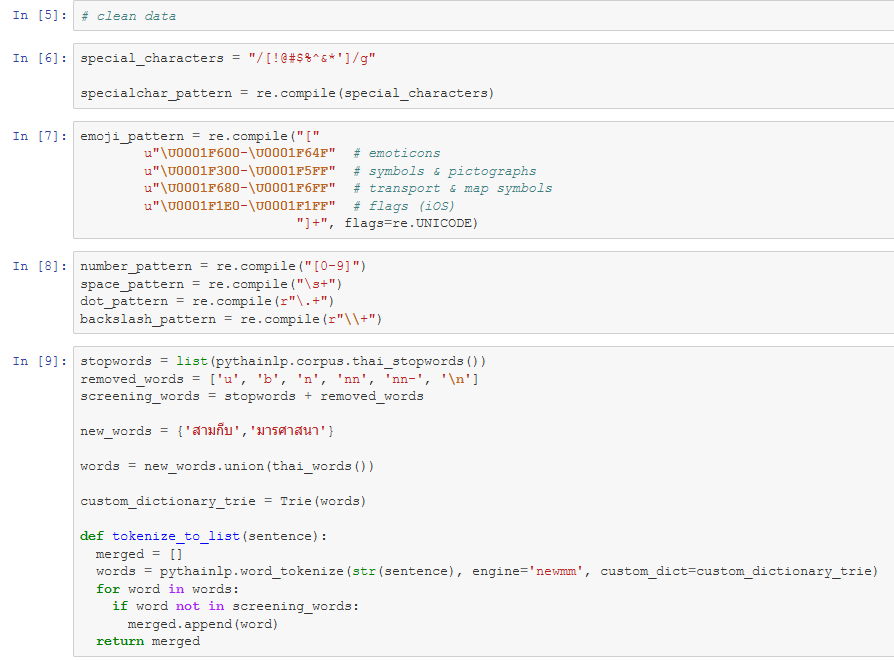 In [5]: # clean data
In [6]: special_characters = "/[!@#$%^&*']/g"
specialchar_pattern = re.compile(special_characters)
In [7]: emoji_pattern = re.compile("["
u"\U0001F600-\U0001F64F"  # emoticons
u"\U0001F300-\U0001F5FF"  # symbols & pictographs
u"\U0001F680-\U0001F6FF"  # transport & map symbols
u"\U0001F1E0-\U0001F1FF"  # flags (iOS)
"]+", flags=re.UNICODE)
In [8]: number_pattern = re.compile("[0-9]")
space_pattern = re.compile("\s+")
dot_pattern = re.compile(r"\.+")
backslash_pattern = re.compile(r"\\+")
In [9]: stopwords = list(pythainlp.corpus.thai_stopwords())
removed_words = ['u', 'b', 'n', 'nn', 'nn-', '\n']
screening_words = stopwords + removed_words
new_words = {'สามกีบ','มารศาสนา'}
words = new_words.union(thai_words())
custom_dictionary_trie = Trie(words)
def tokenize_to_list(sentence):
merged = []
words = pythainlp.word_tokenize(str(sentence), engine='newmm', custom_dict=custom_dictionary_trie)
for word in words:
if word not in screening_words:
merged.append(word)
return merged